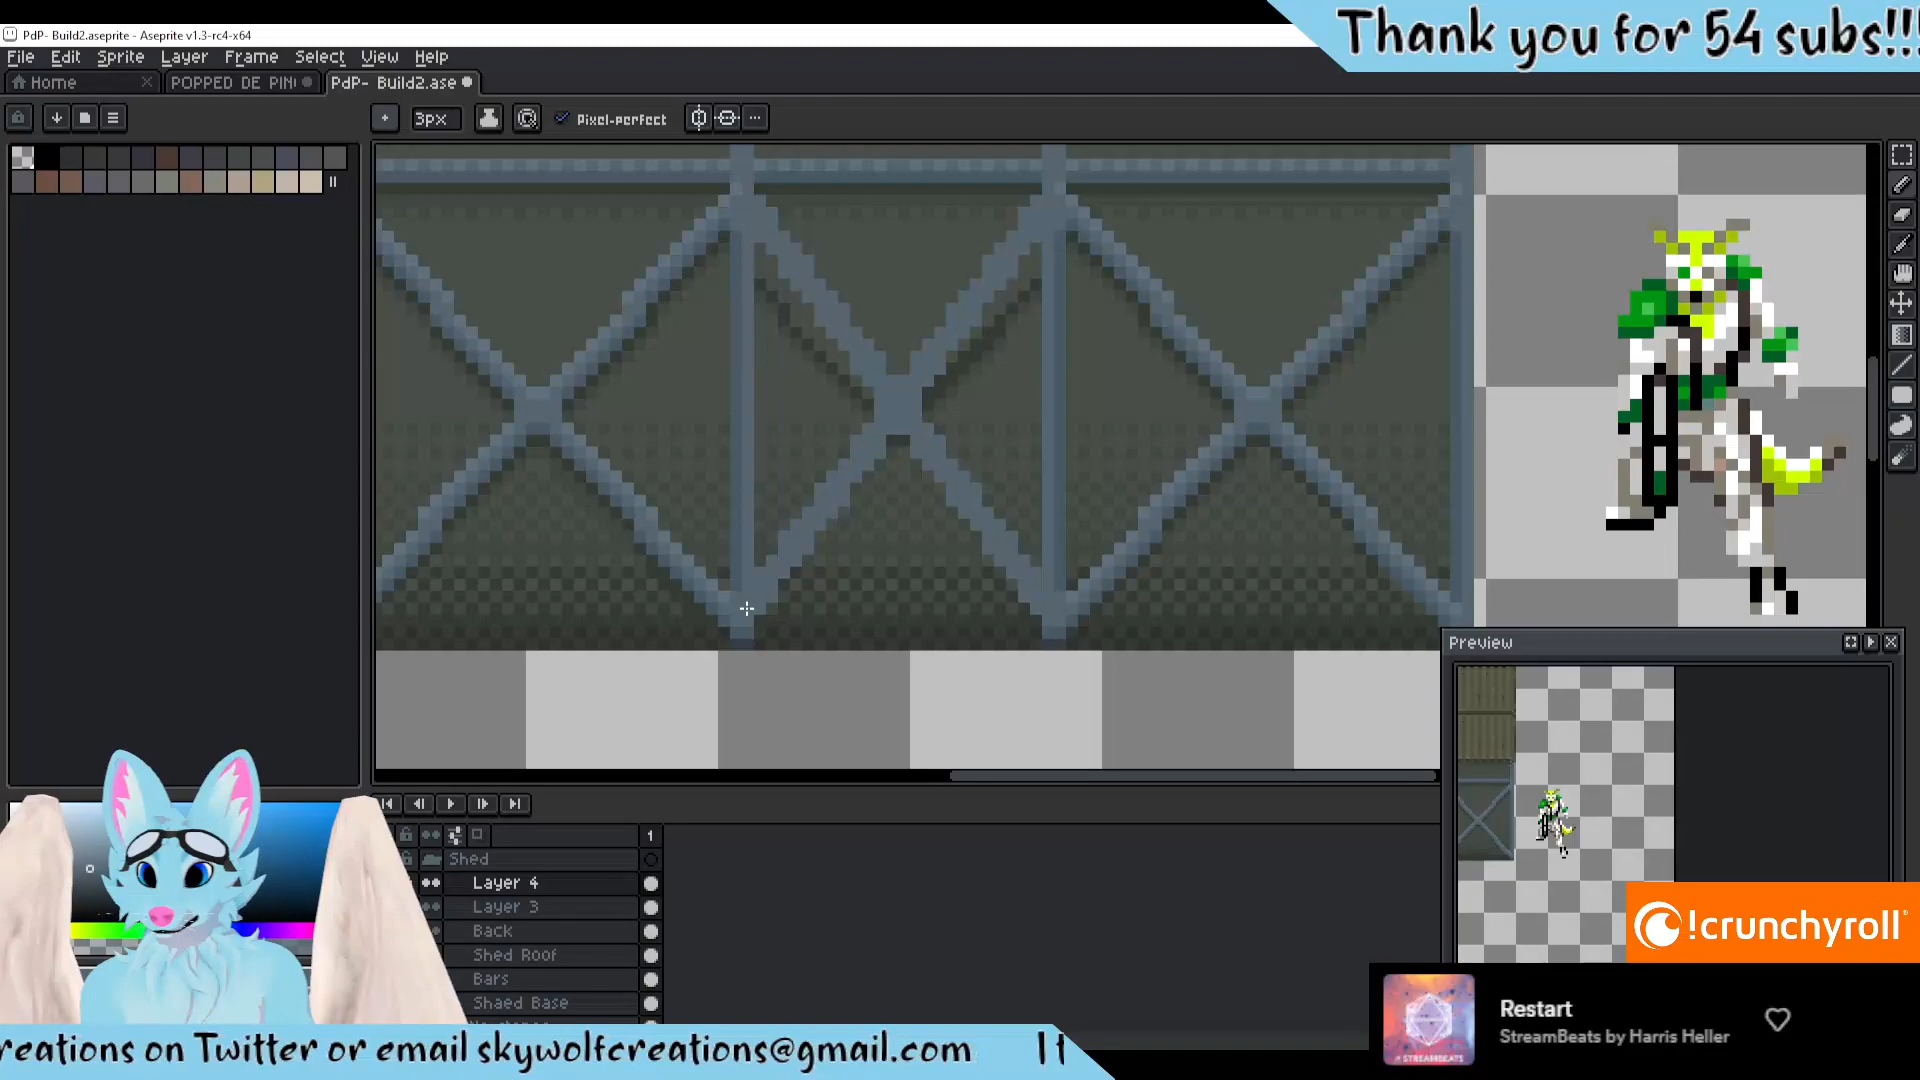 Thank you for 54 subs!!!
PdP- Build2.aseprite - Aseprite v1.3-rc4-x64
File Edit Sprite Layer Frame Select View Help
Home
POPPED DE PIN
PdP- Build2.ase
3px
Pixel-perfect
Preview
1
Shed
Layer 4
Layer 3
Back
Shed Roof
Bars
Shaed Base
!crunchyroll
Restart
StreamBeats by Harris Heller
STREAMBEATS
reations on Twitter or email skywolfcreations@gmail.com